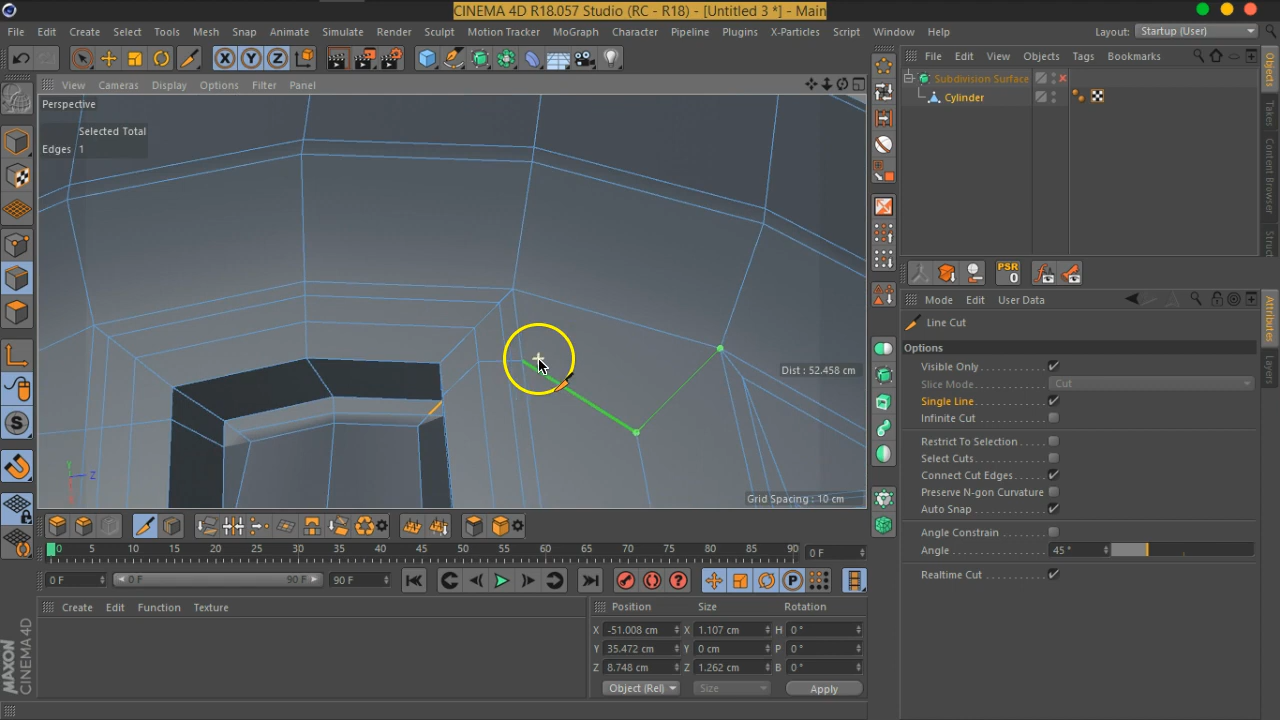 CINEMA 4D R18.057 Studio (RC - R18) - [Untitled 3 *] - Main
File Edit Create Select Tools Mesh Snap Animate Simulate Render Sculpt Motion Tracker MoGraph Character Pipeline Plugins X-Particles Script Window Help Layout: Startup (User)
X Y Z
File Edit View Objects Tags Bookmarks
View Cameras Display Options Filter Panel
Perspective
Selected Total
Edges 1
Subdivision Surface
Cylinder
Objects
Takes
Content Browser
Struct
PSR
0
Mode Edit User Data
Line Cut
Options
Visible Only
Slice Mode Cut
Single Line
Infinite Cut
Restrict To Selection
Select Cuts
Connect Cut Edges
Preserve N-gon Curvature
Auto Snap
Angle Constrain
Angle 45 °
Realtime Cut
Attributes
Layers
Dist : 52.458 cm
Y
Z
Grid Spacing : 10 cm
S
0 5 10 15 20 25 30 35 40 45 50 55 60 65 70 75 80 85 90 0 F
0 F 0 F 90 F 90 F
P
Create Edit Function Texture
Position Size Rotation
X -51.008 cm X 1.107 cm H 0 °
Y 35.472 cm Y 0 cm P 0 °
Z 8.748 cm Z 1.262 cm B 0 °
Object (Rel) Size Apply
MAXON
CINEMA 4D